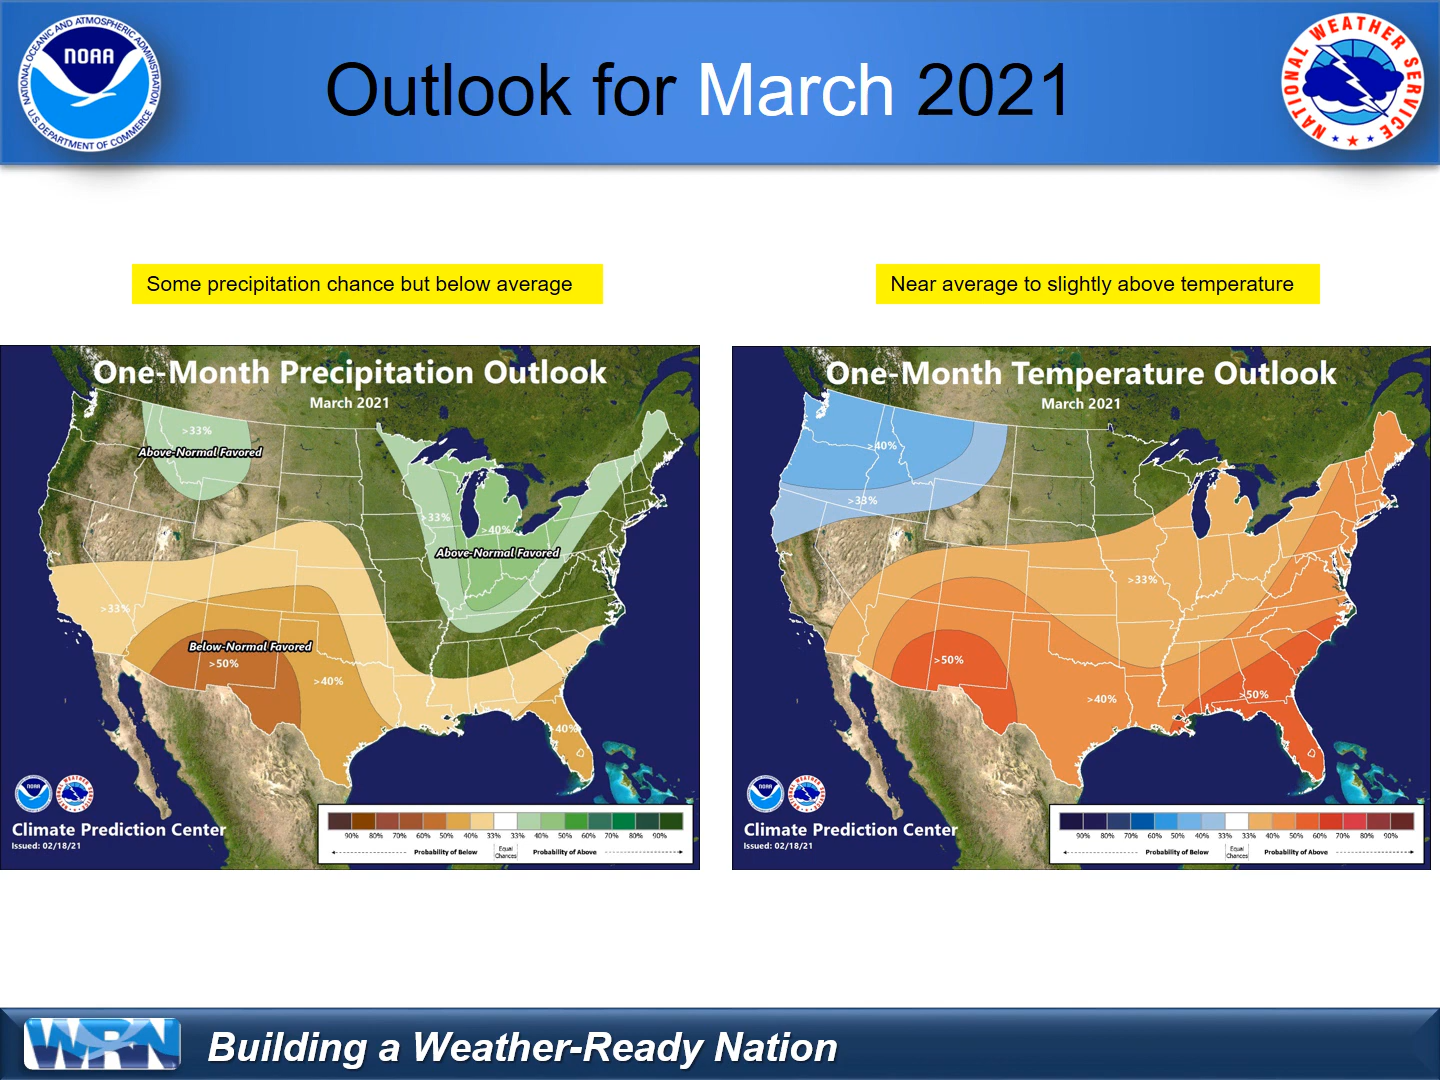 NATIONAL OCEANIC AND ATMOSPHERIC ADMINISTRATION
NOAA
U.S. DEPARTMENT OF COMMERCE
Outlook for March 2021
NATIONAL WEATHER SERVICE
Some precipitation chance but below average
Near average to slightly above temperature
One-Month Precipitation Outlook
March 2021
>33%
Above-Normal Favored
>33%
>40%
Above-Normal Favored
>33%
Below-Normal Favored
>50%
>40%
>40%
NOAA
Climate Prediction Center
Issued: 02/18/21
90% 80% 70% 60% 50% 40% 33% 33% 40% 50% 60% 70% 80% 90%
Probability of Below
Equal
Chances
Probability of Above
One-Month Temperature Outlook
March 2021
>40%
>33%
>33%
>50%
>40%
>50%
NOAA
Climate Prediction Center
Issued: 02/18/21
90% 80% 70% 60% 50% 40% 33% 33% 40% 50% 60% 70% 80% 90%
Probability of Below
Equal
Chances
Probability of Above
WRN
Building a Weather-Ready Nation